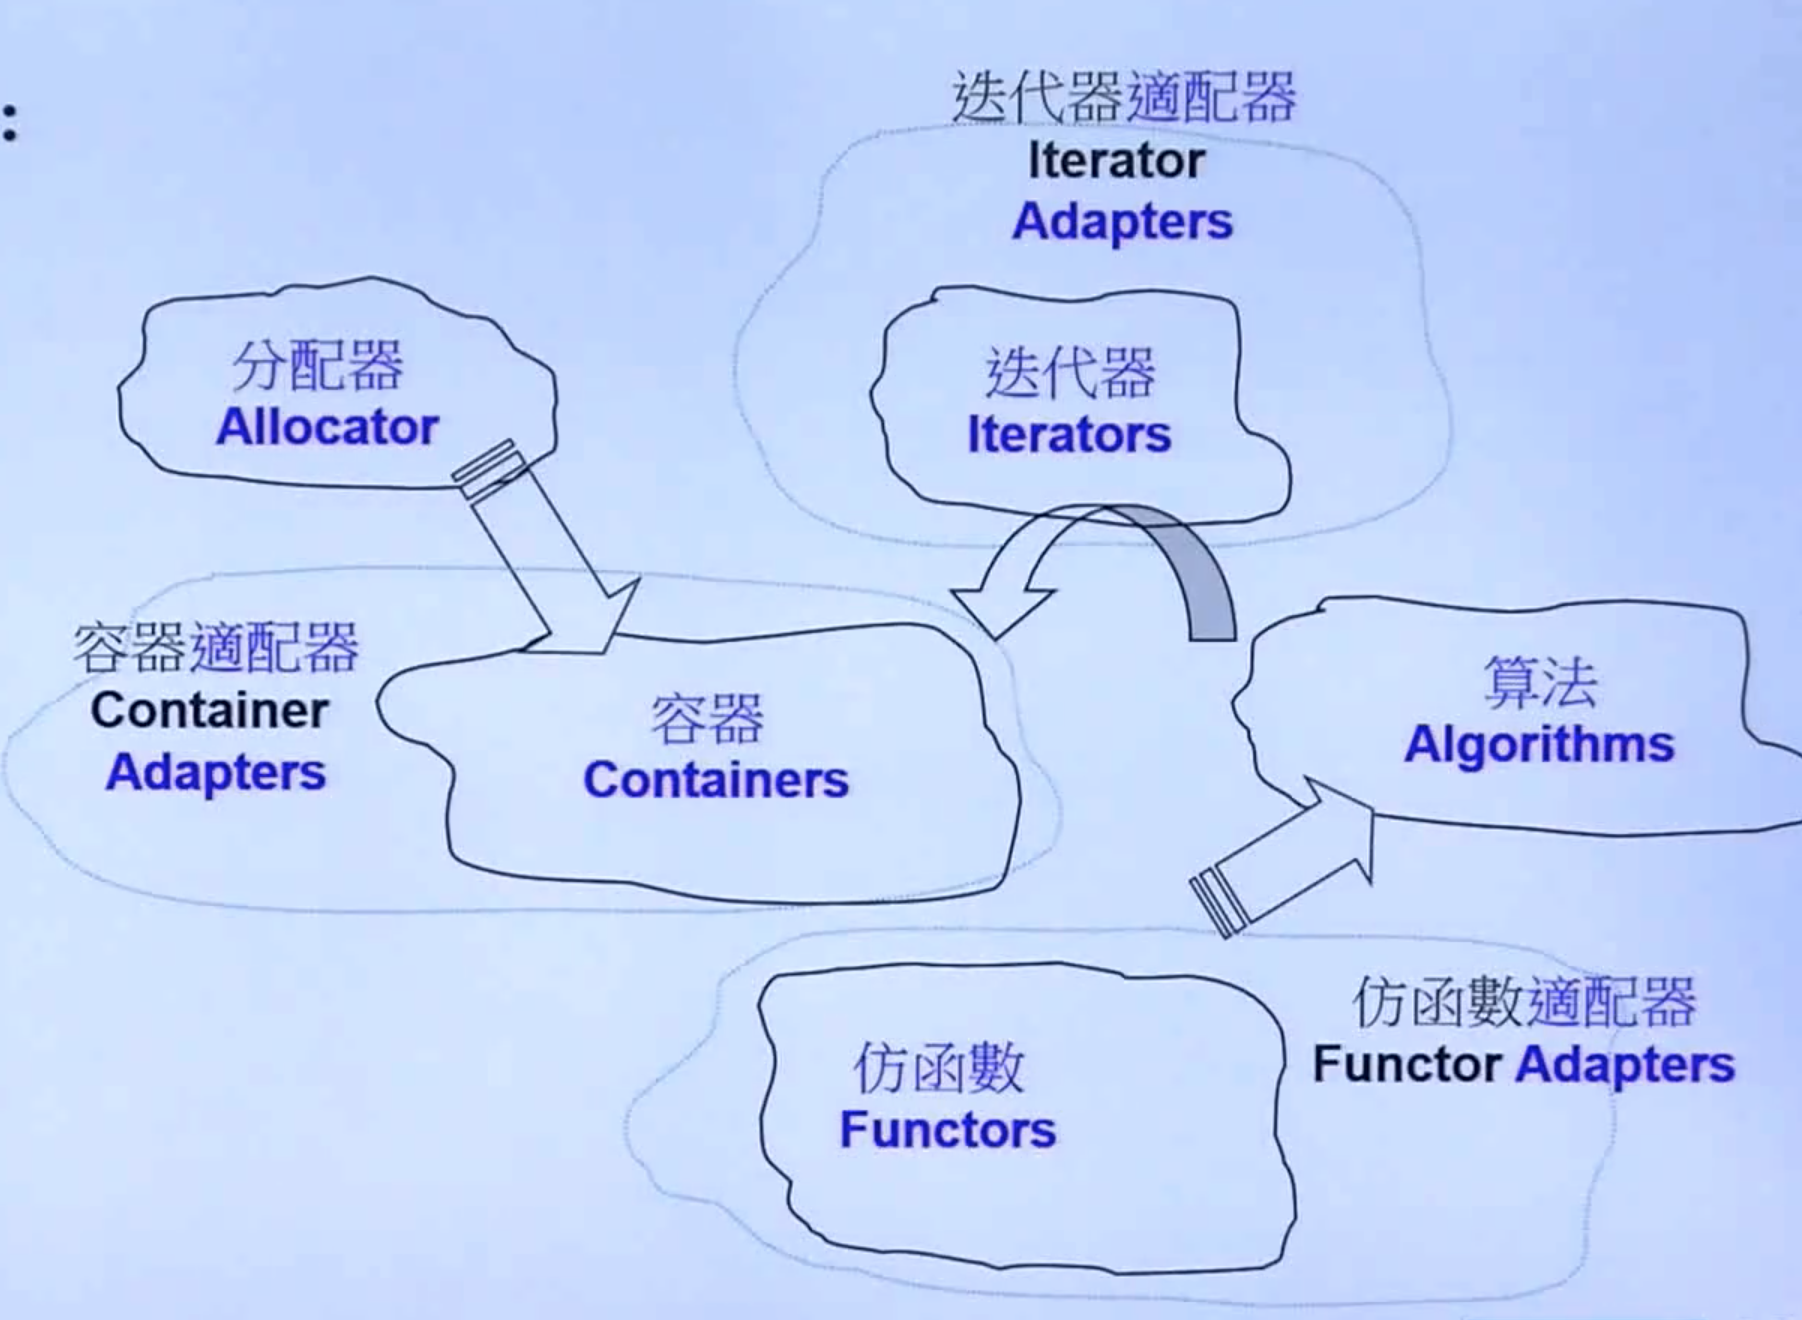 :
迭代器適配器
Iterator
Adapters
分配器
Allocator
迭代器
Iterators
容器適配器
Container
Adapters
容器
Containers
算法
Algorithms
仿函數
Functors
仿函數適配器
Functor Adapters